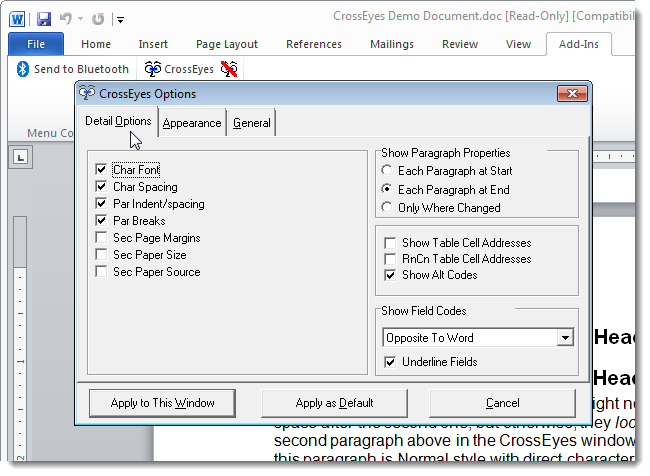 CrossEyes Demo Document.doc [Read-Only] [Compatibil
File Home Insert Page Layout References Mailings Review View Add-Ins
Send to Bluetooth CrossEyes
Menu Co
CrossEyes Options
Detail Options Appearance General
Char Font
Char Spacing
Par Indent/spacing
Par Breaks
Sec Page Margins
Sec Paper Size
Sec Paper Source
Show Paragraph Properties
Each Paragraph at Start
Each Paragraph at End
Only Where Changed
Show Table Cell Addresses
RnCn Table Cell Addresses
Show Alt Codes
Show Field Codes
Opposite To Word
Underline Fields
Apply to This Window Apply as Default Cancel
Head
Head
ight no
space after the second one, but otherwise, they loo
second paragraph above in the CrossEyes window
this paragraph is Normal style with direct character